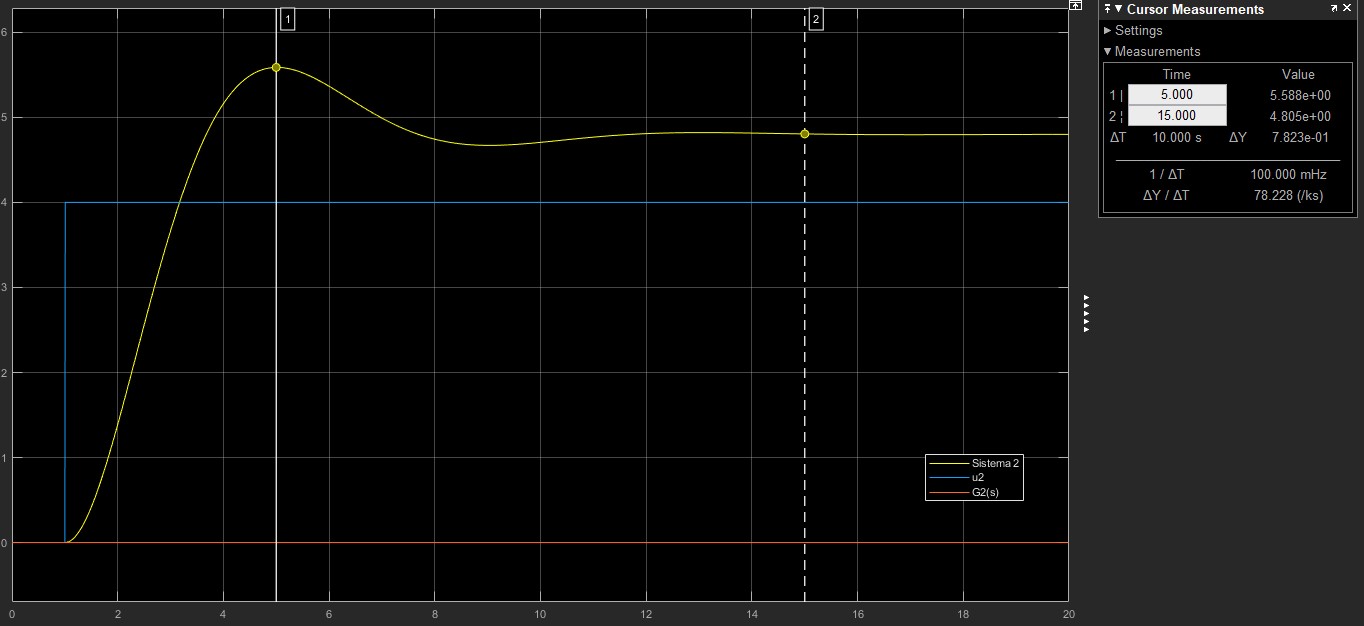 1
2
6
5
4
3
2
1
0
0 2 4 6 8 10 12 14 16 18 20
Sistema 2
u2
G2(s)
Cursor Measurements
Settings
Measurements
Time Value
1 | 5.000 5.588e+00
2 ¦ 15.000 4.805e+00
ΔT 10.000 s ΔY 7.823e-01
1 / ΔT 100.000 mHz
ΔY / ΔT 78.228 (/ks)